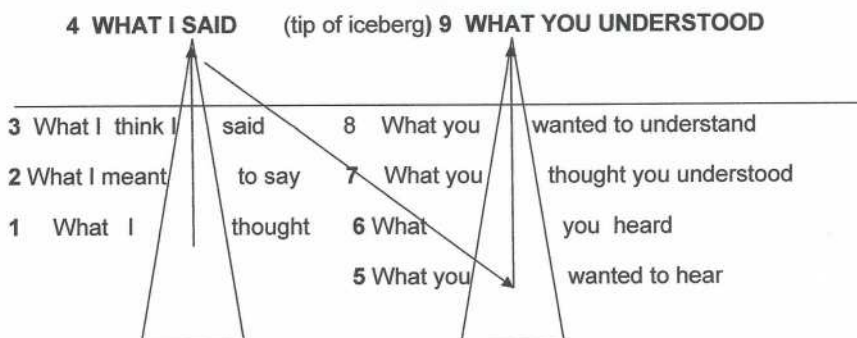 4 WHAT I SAID (tip of iceberg) 9 WHAT YOU UNDERSTOOD
3 What I think I said 8 What you wanted to understand
2 What I meant to say 7 What you thought you understood
1 What I thought 6 What you heard
5 What you wanted to hear